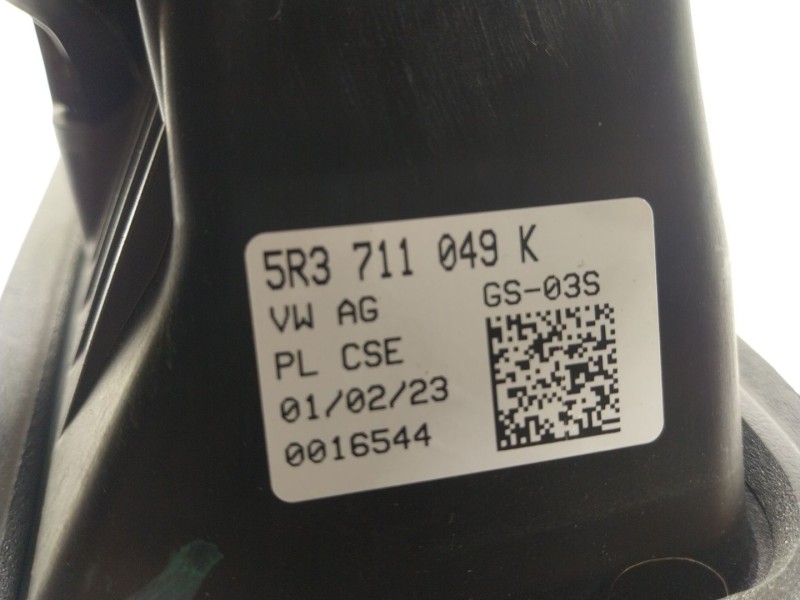 5R3 711 049 K
VW AG GS-03S
PL CSE
01/02/23
0016544